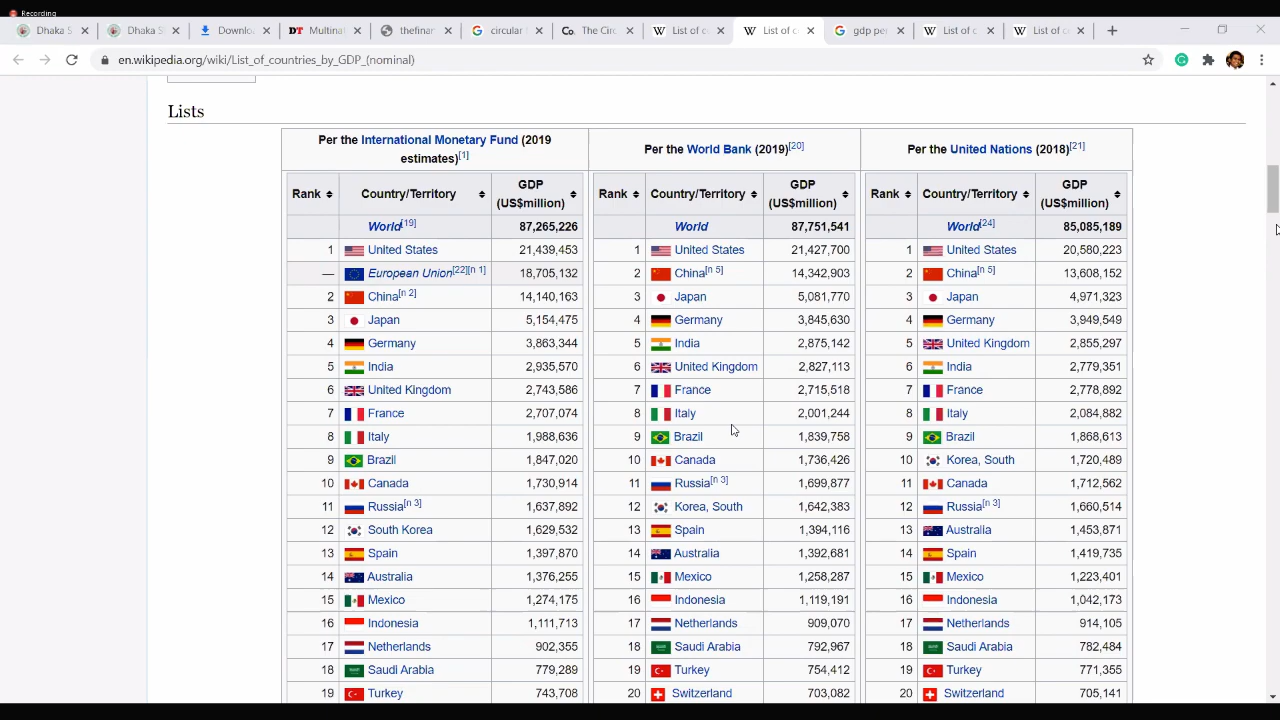 Recording
Dhaka S
Dhaka S
Downlo
DT Multinat
thefinan
circular
Co. The Circ
List of c
List of c
gdp pe
List of c
List of c
en.wikipedia.org/wiki/List_of_countries_by_GDP_(nominal)
Lists
Per the International Monetary Fund (2019 estimates)[1]
Rank Country/Territory GDP (US$million)
World[19] 87,265,226
1 United States 21,439,453
— European Union[22][n 1] 18,705,132
2 China[n 2] 14,140,163
3 Japan 5,154,475
4 Germany 3,863,344
5 India 2,935,570
6 United Kingdom 2,743,586
7 France 2,707,074
8 Italy 1,988,636
9 Brazil 1,847,020
10 Canada 1,730,914
11 Russia[n 3] 1,637,892
12 South Korea 1,629,532
13 Spain 1,397,870
14 Australia 1,376,255
15 Mexico 1,274,175
16 Indonesia 1,111,713
17 Netherlands 902,355
18 Saudi Arabia 779,289
19 Turkey 743,708
Per the World Bank (2019)[20]
Rank Country/Territory GDP (US$million)
World 87,751,541
1 United States 21,427,700
2 China[n 5] 14,342,903
3 Japan 5,081,770
4 Germany 3,845,630
5 India 2,875,142
6 United Kingdom 2,827,113
7 France 2,715,518
8 Italy 2,001,244
9 Brazil 1,839,758
10 Canada 1,736,426
11 Russia[n 3] 1,699,877
12 Korea, South 1,642,383
13 Spain 1,394,116
14 Australia 1,392,681
15 Mexico 1,258,287
16 Indonesia 1,119,191
17 Netherlands 909,070
18 Saudi Arabia 792,967
19 Turkey 754,412
20 Switzerland 703,082
Per the United Nations (2018)[21]
Rank Country/Territory GDP (US$million)
World[24] 85,085,189
1 United States 20,580,223
2 China[n 5] 13,608,152
3 Japan 4,971,323
4 Germany 3,949,549
5 United Kingdom 2,855,297
6 India 2,779,351
7 France 2,778,892
8 Italy 2,084,882
9 Brazil 1,868,613
10 Korea, South 1,720,489
11 Canada 1,712,562
12 Russia[n 3] 1,660,514
13 Australia 1,453,871
14 Spain 1,419,735
15 Mexico 1,223,401
16 Indonesia 1,042,173
17 Netherlands 914,105
18 Saudi Arabia 782,484
19 Turkey 771,355
20 Switzerland 705,141